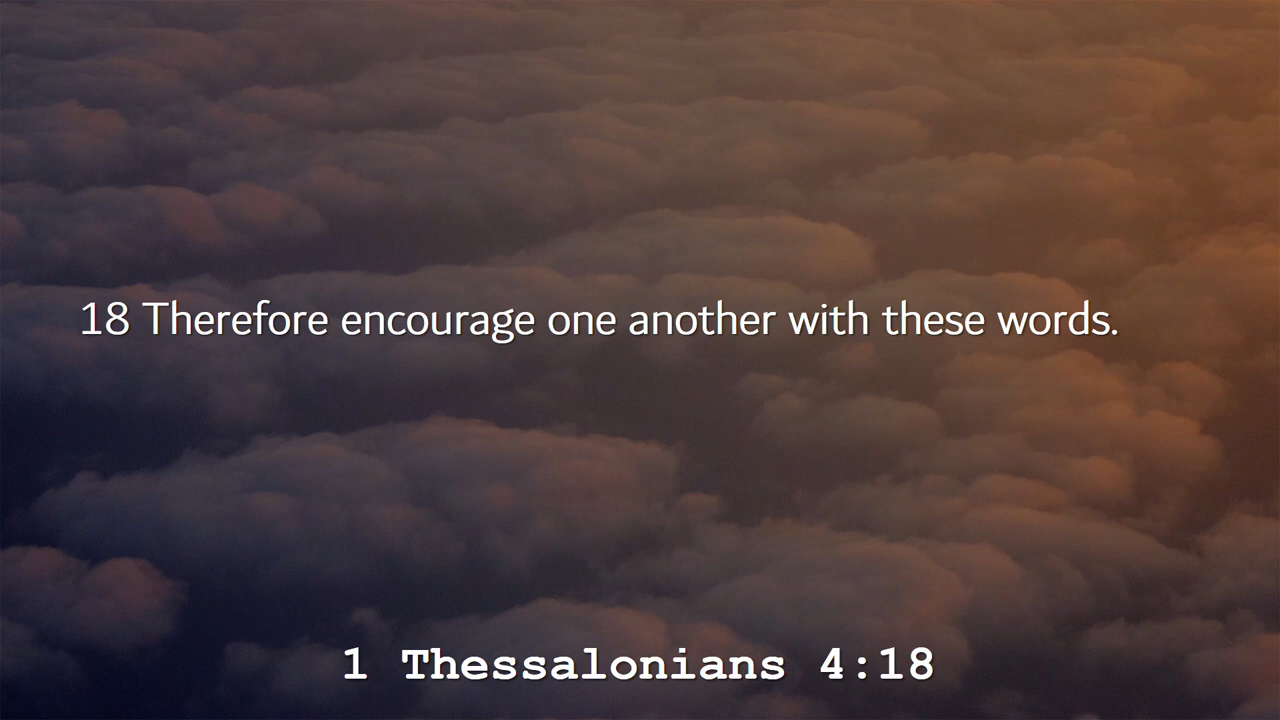 18 Therefore encourage one another with these words.
1 Thessalonians 4:18